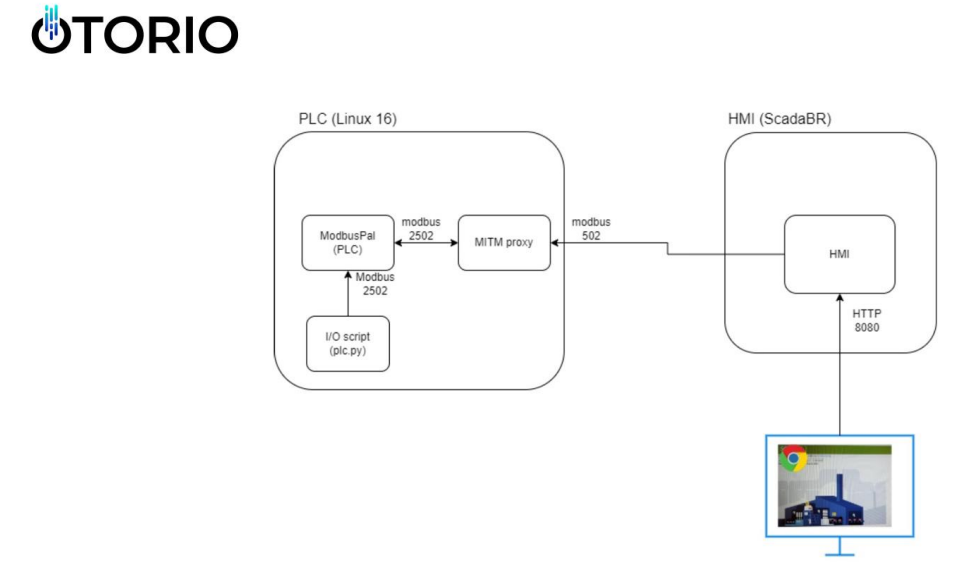 OTORIO
PLC (Linux 16)
HMI (ScadaBR)
ModbusPal
(PLC)
modbus
2502
MITM proxy
modbus
502
HMI
Modbus
2502
I/O script
(plc.py)
HTTP
8080